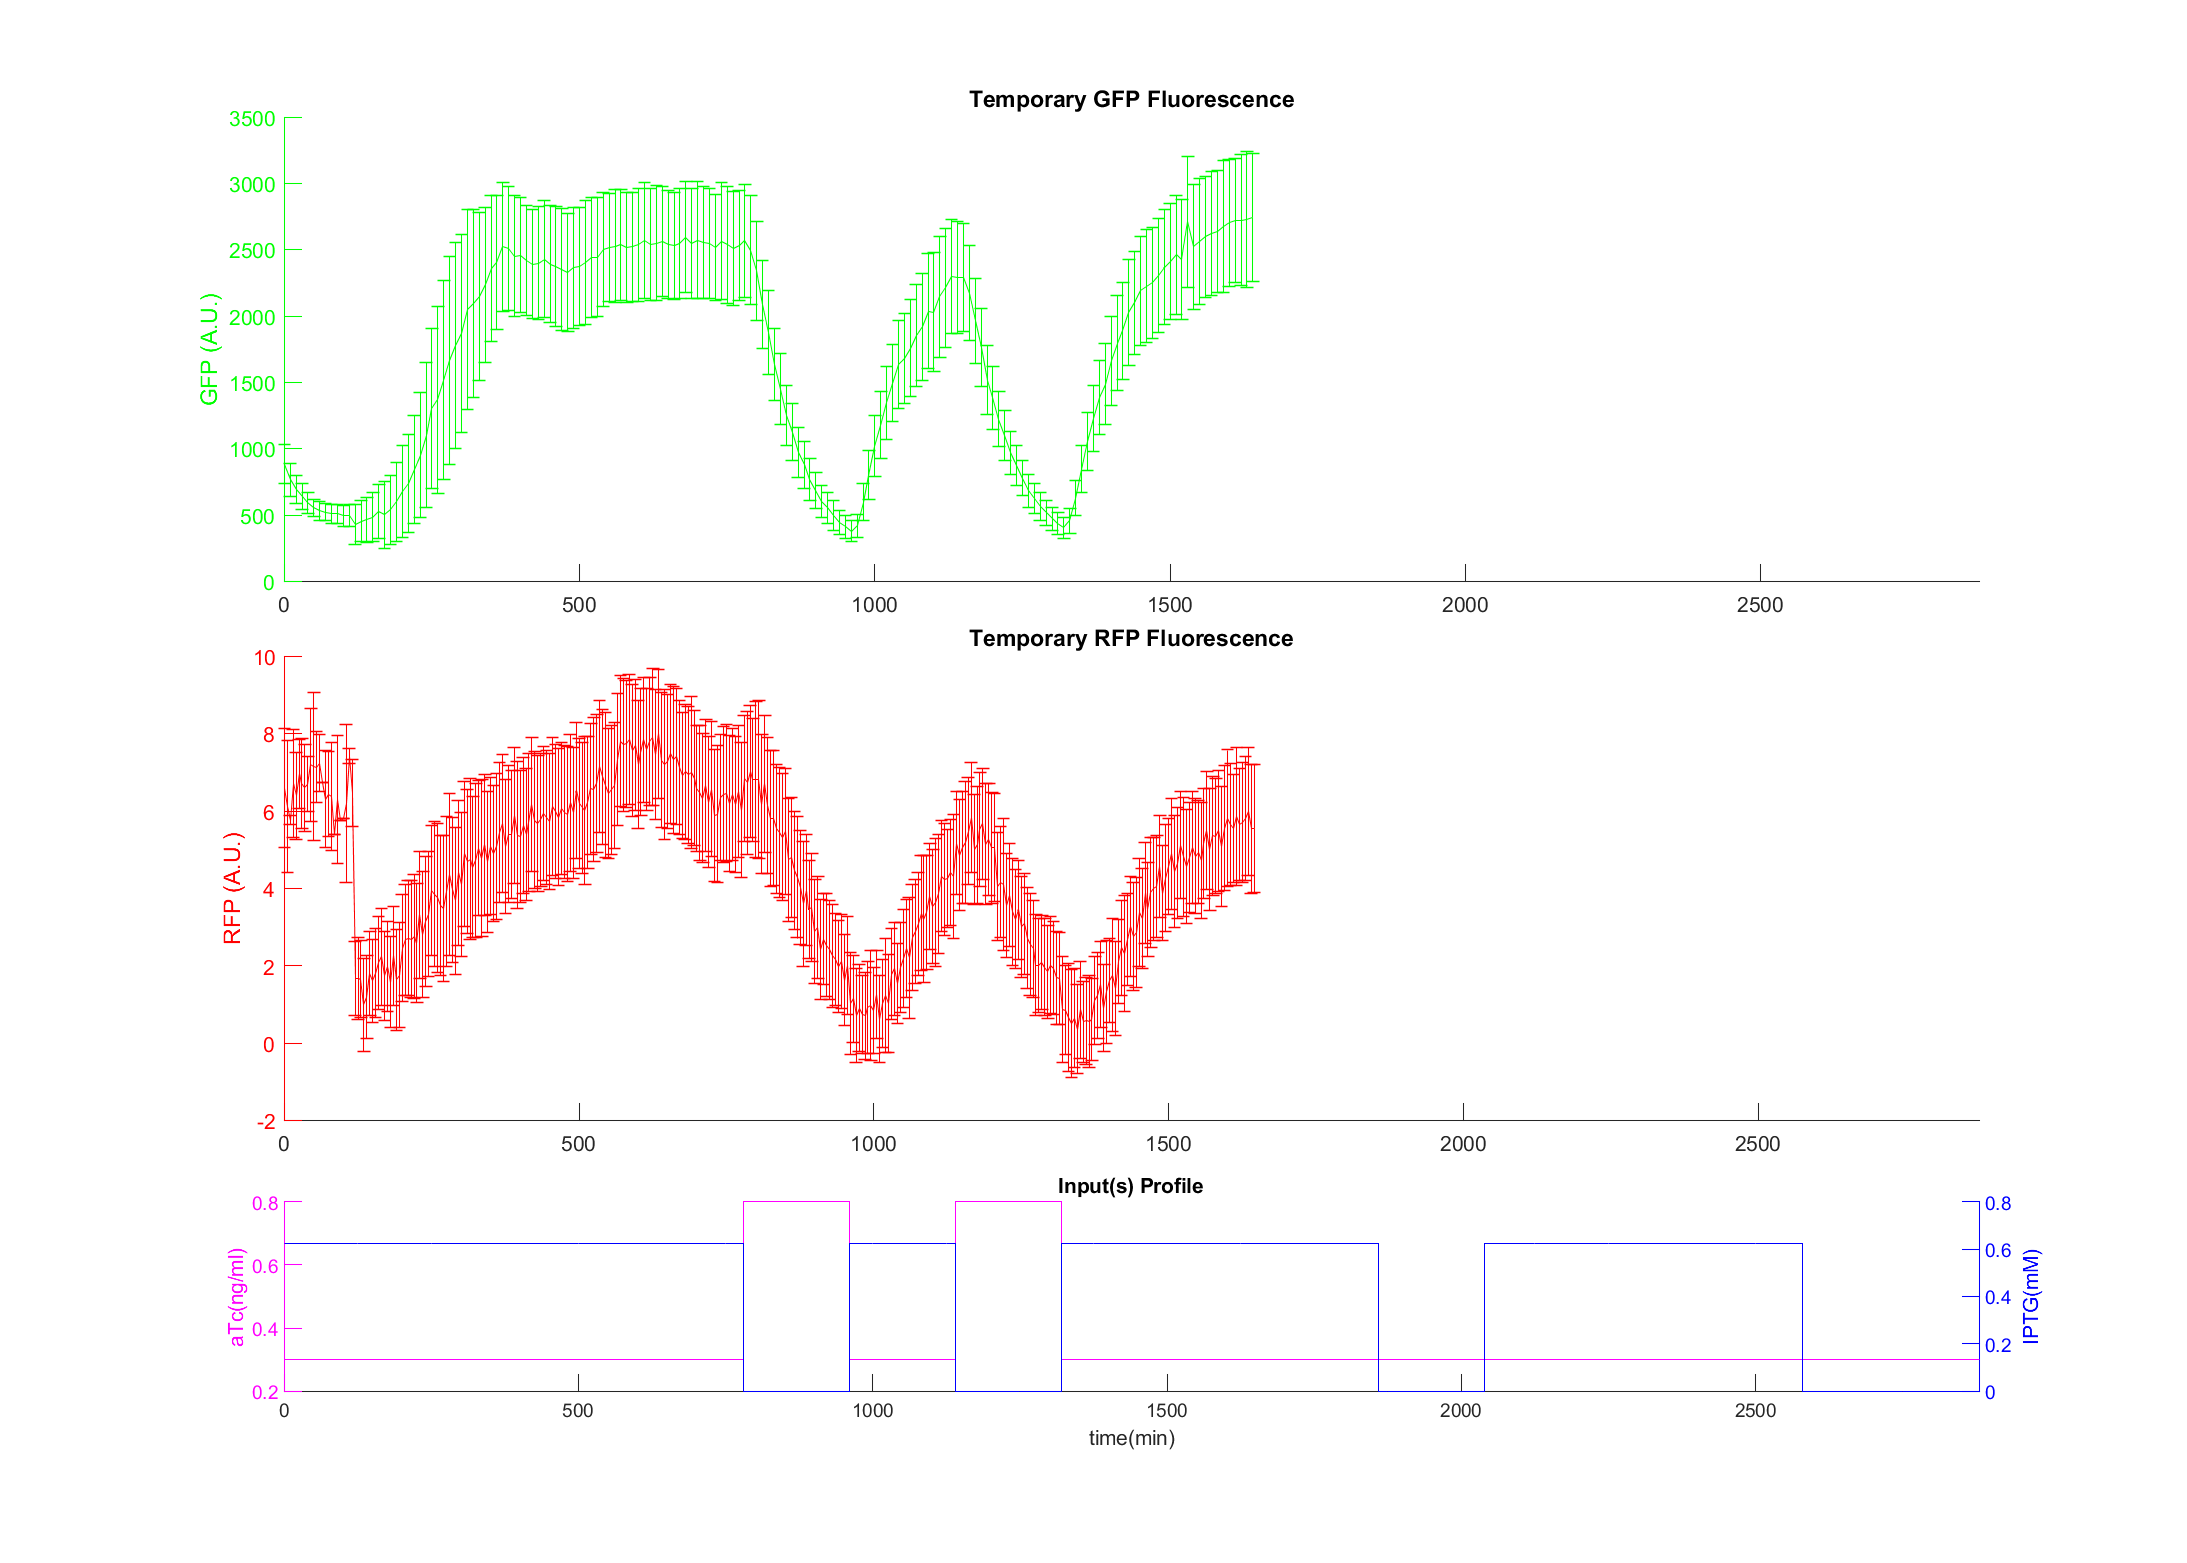 Temporary GFP Fluorescence
3500
3000
2500
2000
1500
1000
500
0
GFP (A.U.)
0 500 1000 1500 2000 2500
Temporary RFP Fluorescence
10
8
6
4
2
0
-2
RFP (A.U.)
0 500 1000 1500 2000 2500
Input(s) Profile
0.8
0.6
0.4
0.2
aTc(ng/ml)
0.8
0.6
0.4
0.2
0
IPTG(mM)
0 500 1000 1500 2000 2500
time(min)